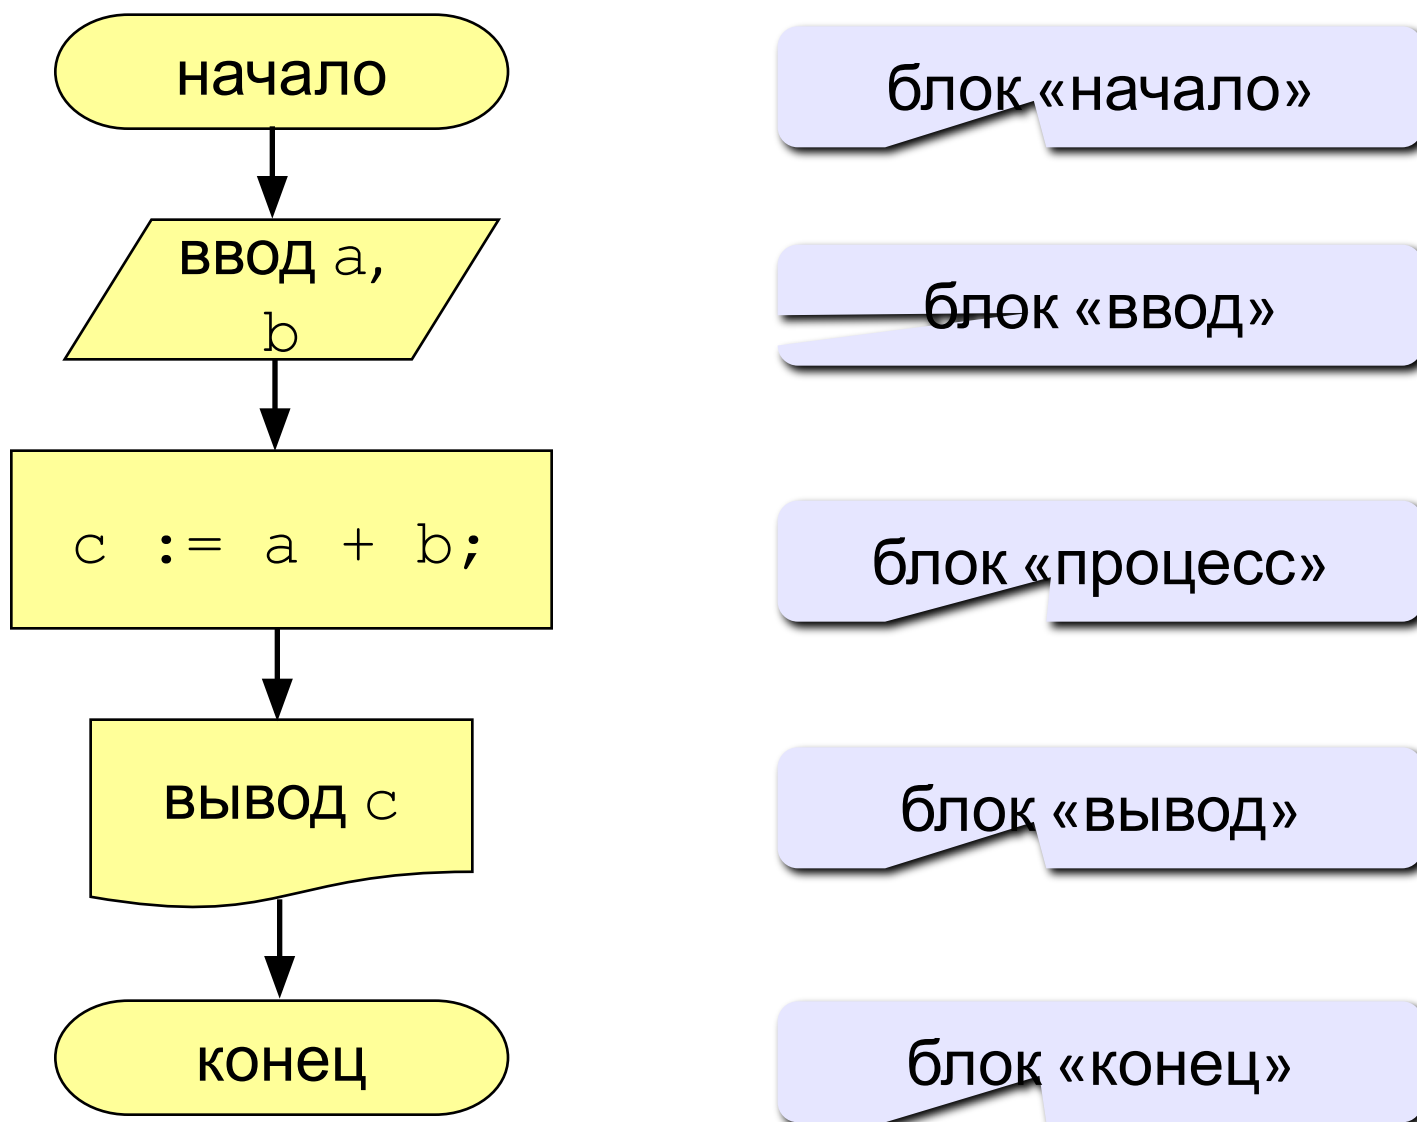 начало
блок «начало»
ввод a,
b
блок «ввод»
c := a + b;
блок «процесс»
вывод c
блок «вывод»
конец
блок «конец»